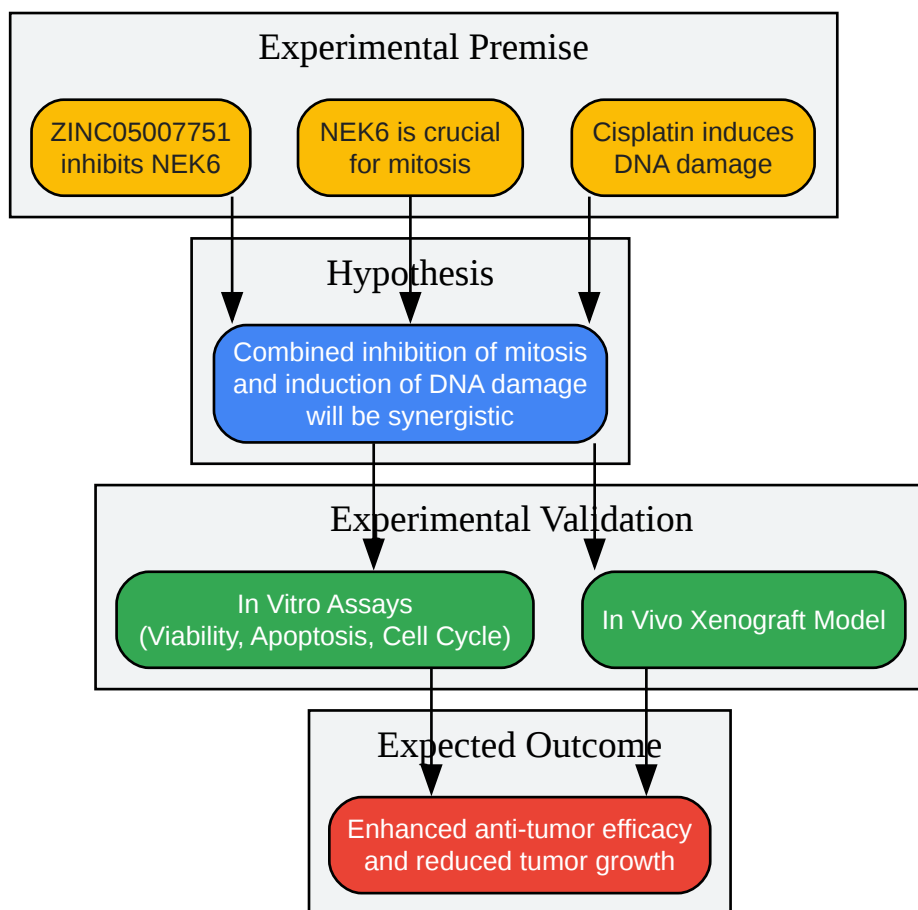 Experimental Premise
ZINC05007751
inhibits NEK6
NEK6 is crucial
for mitosis
Cisplatin induces
DNA damage
Hypothesis
Combined inhibition of mitosis
and induction of DNA damage
will be synergistic
Experimental Validation
In Vitro Assays
(Viability, Apoptosis, Cell Cycle)
In Vivo Xenograft Model
Expected Outcome
Enhanced anti-tumor efficacy
and reduced tumor growth